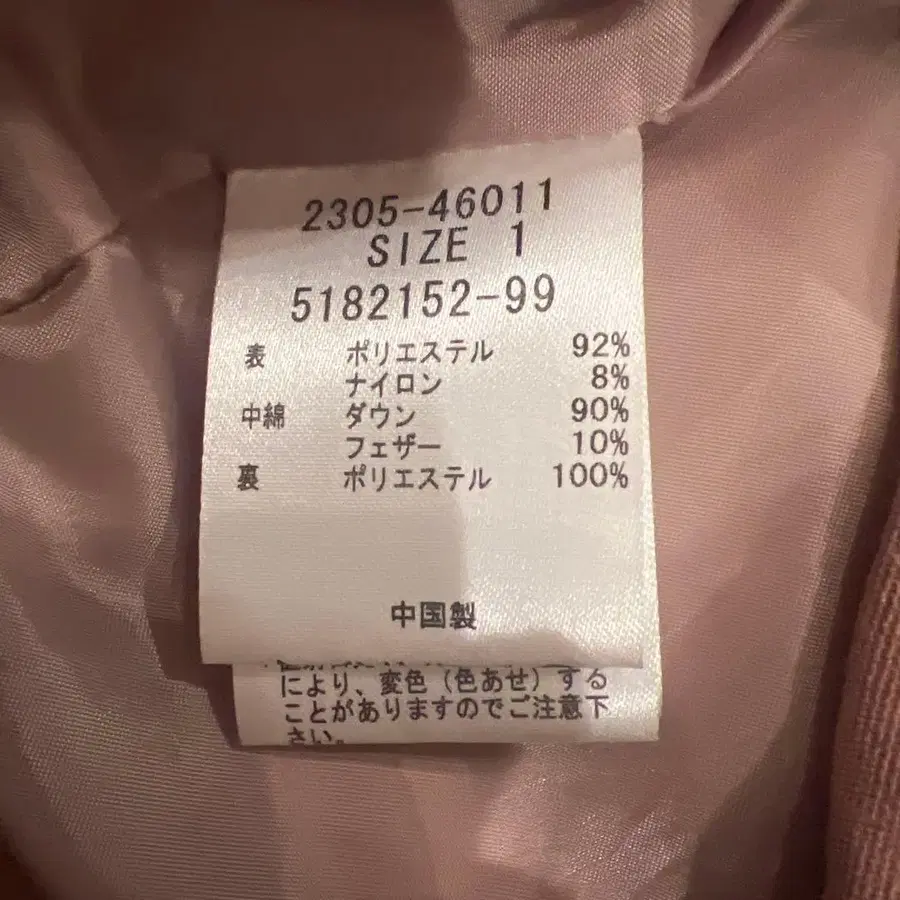 2305-46011
SIZE 1
5182152-99
表 ポリエステル 92%
ナイロン 8%
中綿 ダウン 90%
フェザー 10%
裏 ポリエステル 100%
中国製
により、変色（色あせ）する
ことがありますのでご注意下
さい。